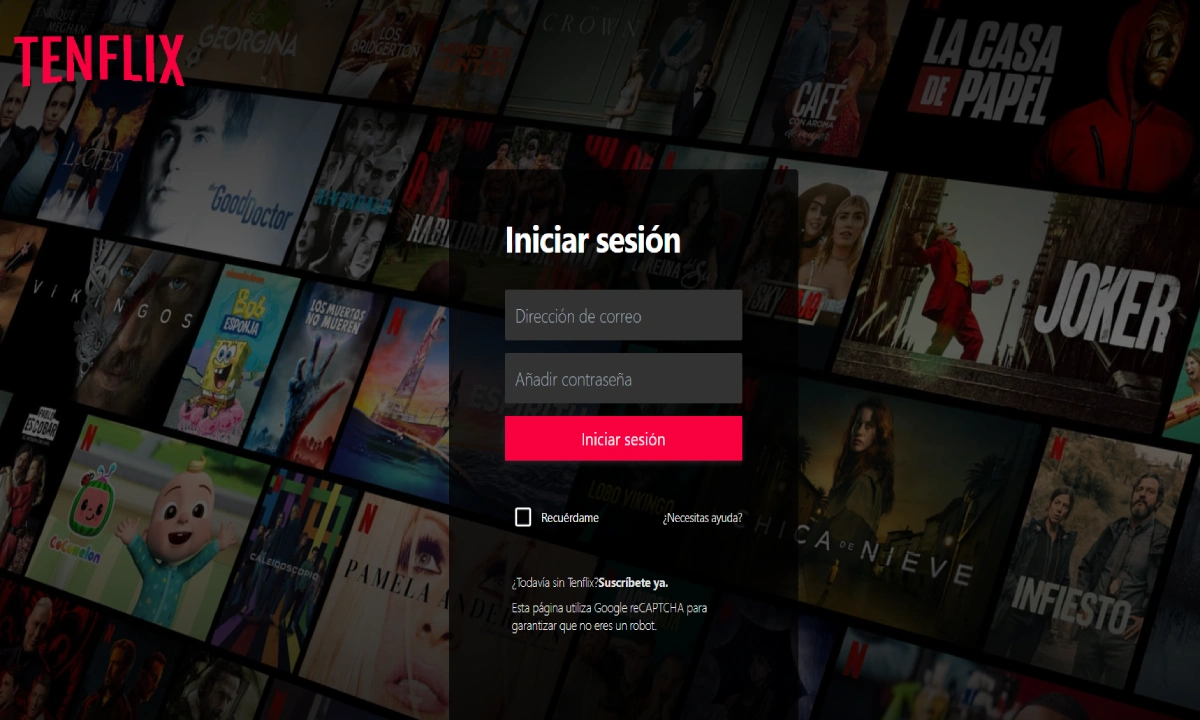 TENFLIX
GEORGINA
LOS
BRIDGERTON
CROWN
LA CASA
DE PAPEL
CAFÉ
CON AROMA
de mujer
LUCIFER
the Good Doctor
RIVERDALE
VIKINGOS
nickelodeon
Bob
ESPONJA
LOS MUERTOS
NO MUEREN
JOKER
Iniciar sesión
Dirección de correo
Añadir contraseña
Iniciar sesión
Recuérdame
¿Necesitas ayuda?
¿Todavía sin Tenflix?Suscríbete ya.
Esta página utiliza Google reCAPTCHA para
garantizar que no eres un robot.
PABLO
ESCOBAR
CoComelon
CALEIDOSCOPIO
PAMELA
LOBO VIKINGO
CHICA DE NIEVE
INFIESTO